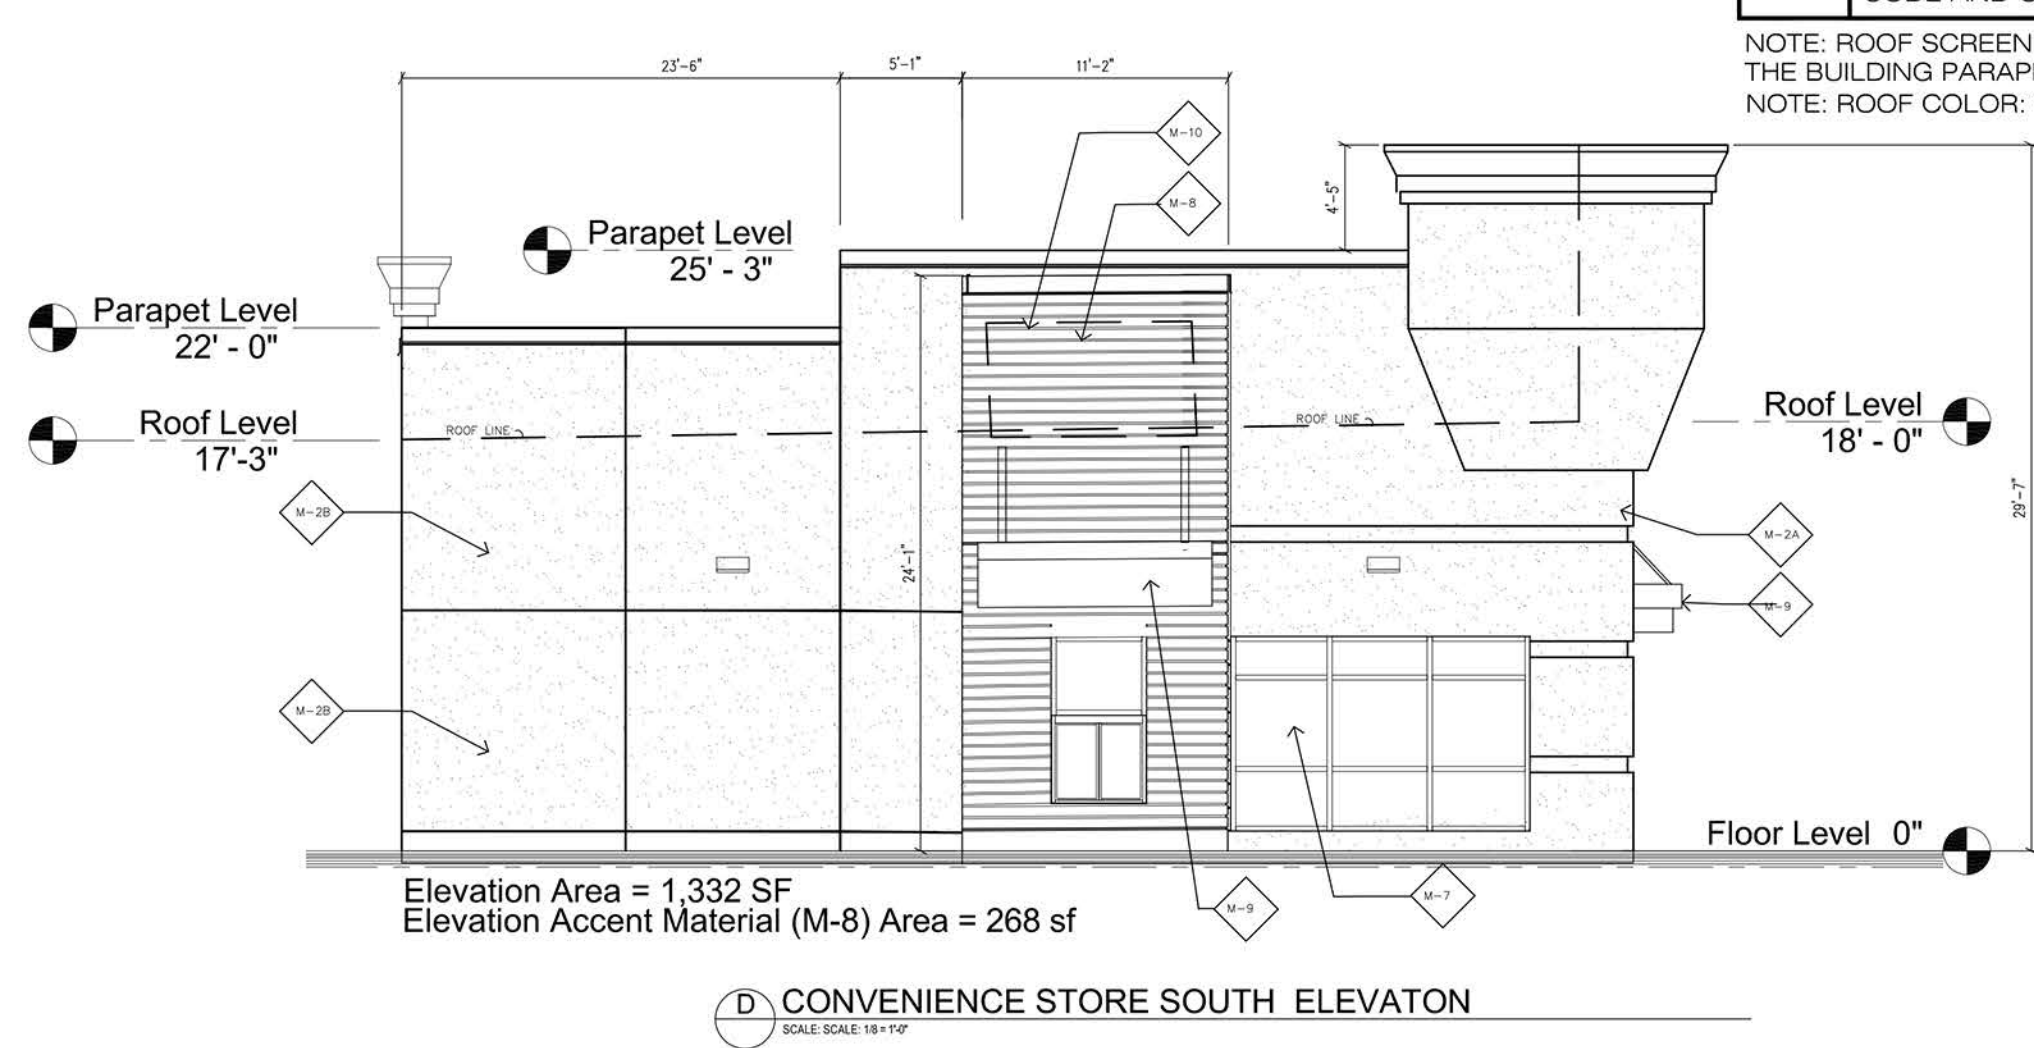 NOTE: ROOF SCREEN
THE BUILDING
NOTE: ROOF COLOR:
23'-6"
5'-1"
11'-2"
M-10
M-8
4'-5"
Parapet Level
25' - 3"
Parapet Level
22' - 0"
Roof Level
17'-3"
ROOF LINE
ROOF LINE
Roof Level
18' - 0"
29'-7"
M-2B
M-2A
24'-1"
M-9
M-2B
Floor Level 0"
Elevation Area = 1,332 SF
Elevation Accent Material (M-8) Area = 268 sf
M-9
M-7
D CONVENIENCE STORE SOUTH ELEVATON
SCALE: SCALE: 1/8 = 1'-0"